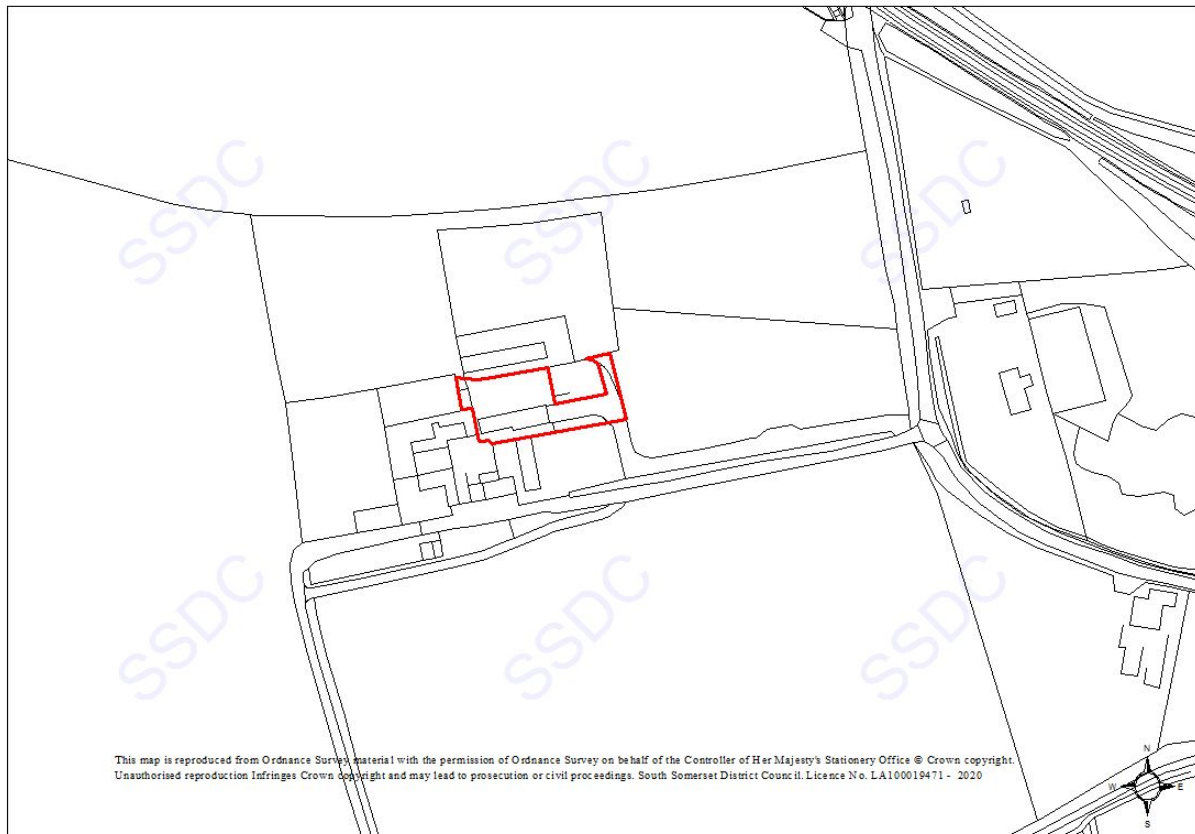 SSDC SSDC SSDC
SSDC SSDC SSDC
This map is reproduced from Ordnance Survey material with the permission of Ordnance Survey on behalf of the Controller of Her Majesty's Stationery Office © Crown copyright.
Unauthorised reproduction Infringes Crown copyright and may lead to prosecution or civil proceedings. South Somerset District Council. Licence No. LA100019471 - 2020
N
W E
S